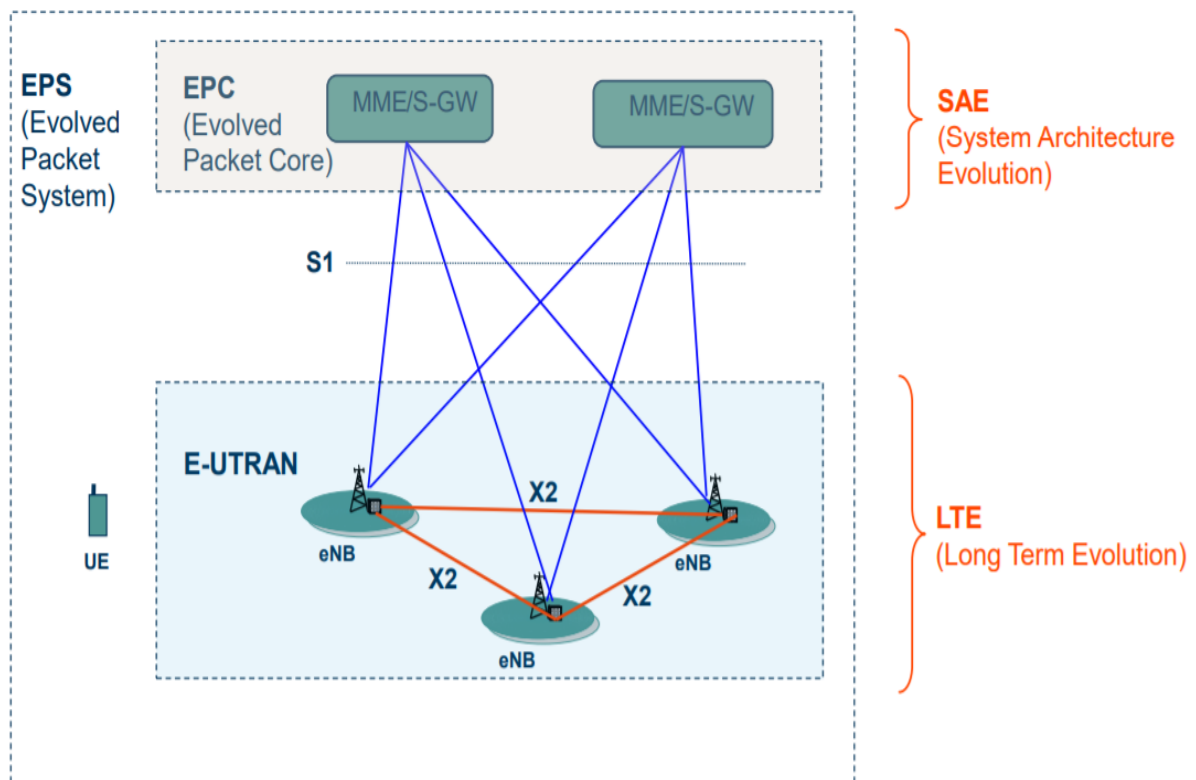 EPS
(Evolved
Packet
System)
EPC
(Evolved
Packet Core)
MME/S-GW
MME/S-GW
SAE
(System Architecture
Evolution)
S1
E-UTRAN
X2
eNB
eNB
X2
X2
eNB
UE
LTE
(Long Term Evolution)